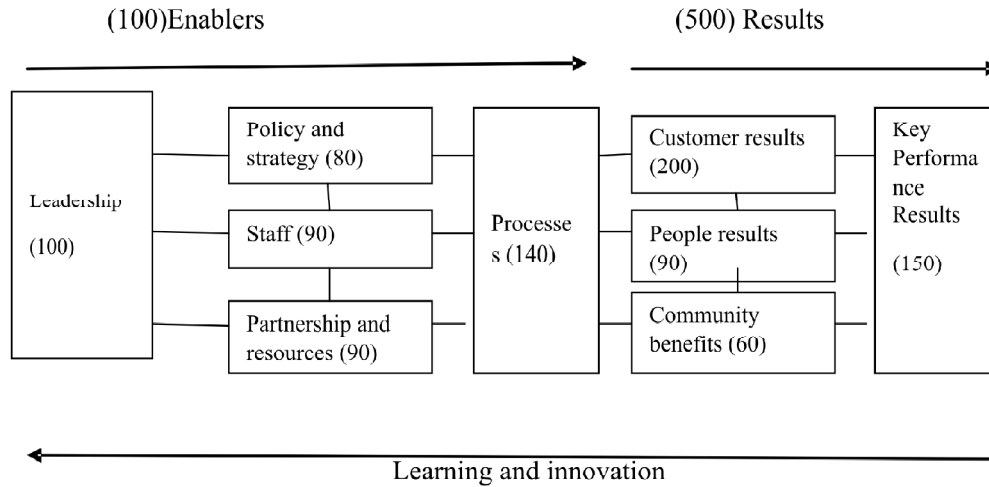 (100)Enablers
(500) Results
Leadership
(100)
Policy and
strategy (80)
Staff (90)
Partnership and
resources (90)
Processe
s (140)
Customer results
(200)
People results
(90)
Community
benefits (60)
Key
Performa
nce
Results
(150)
Learning and innovation